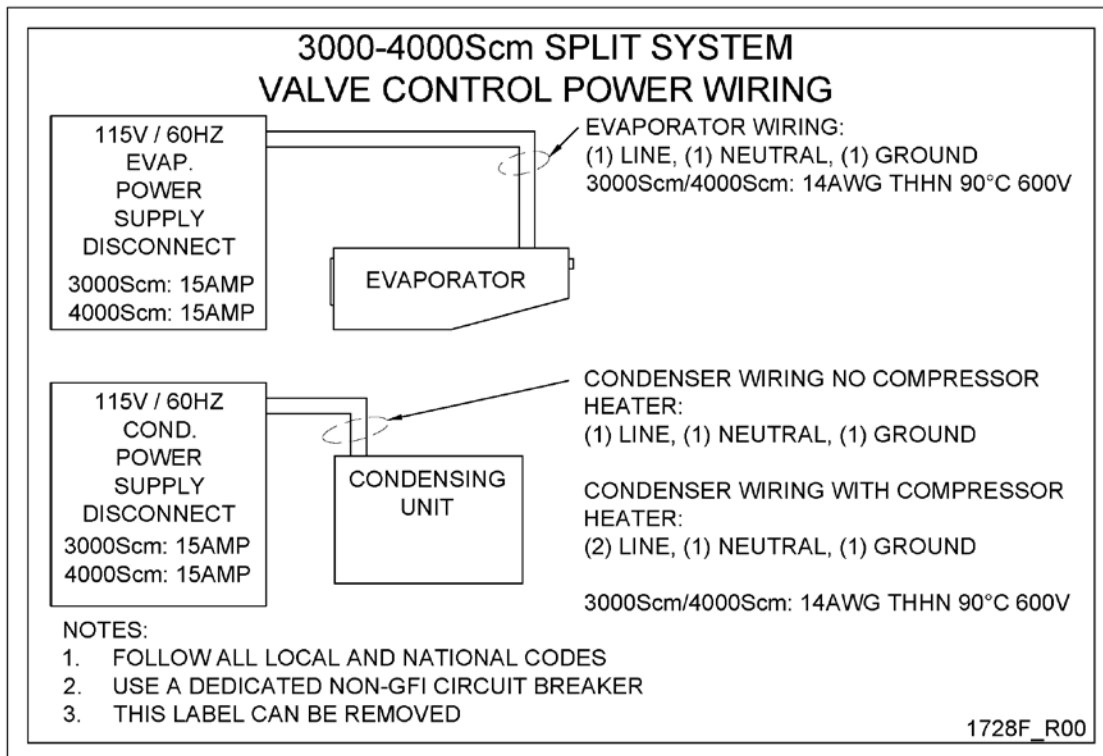 3000-4000Scm SPLIT SYSTEM
VALVE CONTROL POWER WIRING
115V / 60HZ
EVAP.
POWER
SUPPLY
DISCONNECT
3000Scm: 15AMP
4000Scm: 15AMP
EVAPORATOR WIRING:
(1) LINE, (1) NEUTRAL, (1) GROUND
3000Scm/4000Scm: 14AWG THHN 90°C 600V
EVAPORATOR
115V / 60HZ
COND.
POWER
SUPPLY
DISCONNECT
3000Scm: 15AMP
4000Scm: 15AMP
CONDENSING
UNIT
CONDENSER WIRING NO COMPRESSOR
HEATER:
(1) LINE, (1) NEUTRAL, (1) GROUND
CONDENSER WIRING WITH COMPRESSOR
HEATER:
(2) LINE, (1) NEUTRAL, (1) GROUND
3000Scm/4000Scm: 14AWG THHN 90°C 600V
NOTES:
1. FOLLOW ALL LOCAL AND NATIONAL CODES
2. USE A DEDICATED NON-GFI CIRCUIT BREAKER
3. THIS LABEL CAN BE REMOVED
1728F_R00